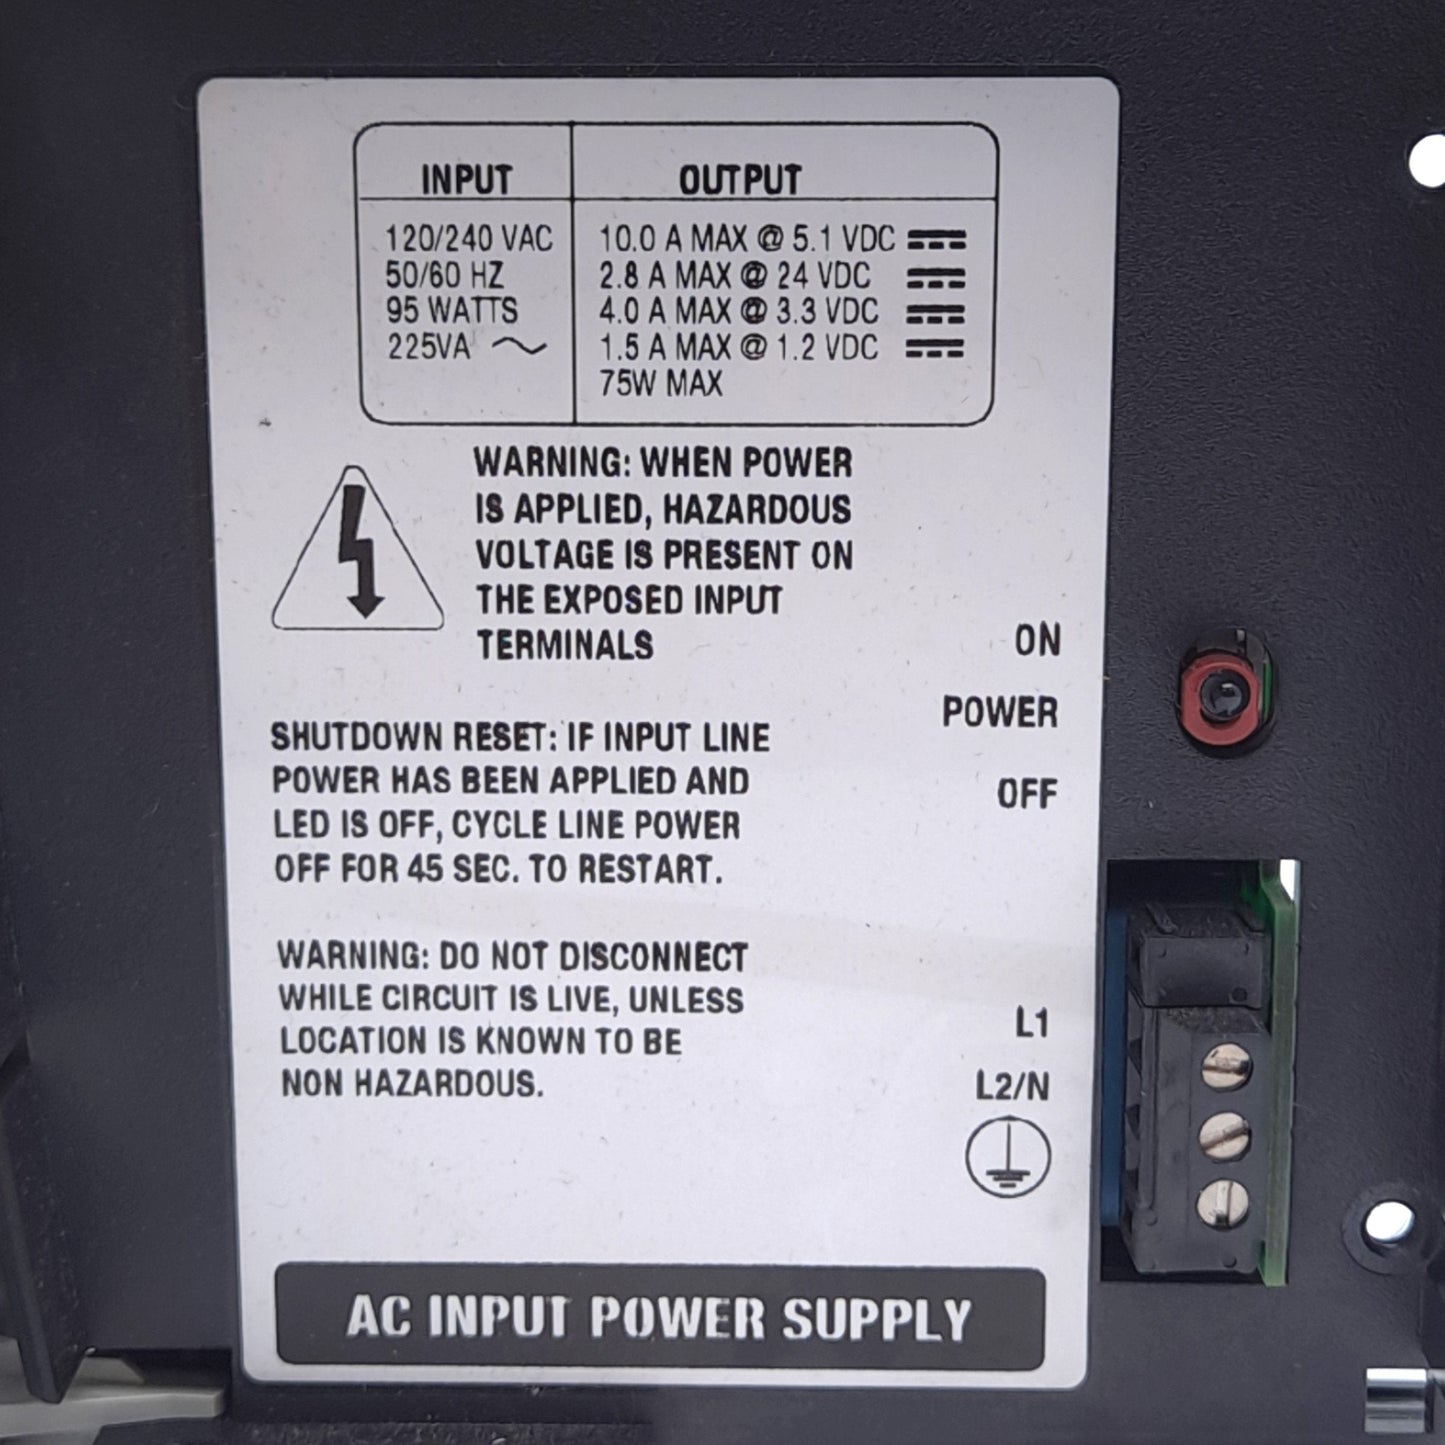 INPUT OUTPUT
120/240 VAC 10.0 A MAX @ 5.1 VDC
50/60 HZ 2.8 A MAX @ 24 VDC
95 WATTS 4.0 A MAX @ 3.3 VDC
225VA 1.5 A MAX @ 1.2 VDC
75W MAX
WARNING: WHEN POWER
IS APPLIED, HAZARDOUS
VOLTAGE IS PRESENT ON
THE EXPOSED INPUT
TERMINALS
ON
POWER
OFF
SHUTDOWN RESET: IF INPUT LINE
POWER HAS BEEN APPLIED AND
LED IS OFF, CYCLE LINE POWER
OFF FOR 45 SEC. TO RESTART.
WARNING: DO NOT DISCONNECT
WHILE CIRCUIT IS LIVE, UNLESS
LOCATION IS KNOWN TO BE
NON HAZARDOUS.
L1
L2/N
AC INPUT POWER SUPPLY